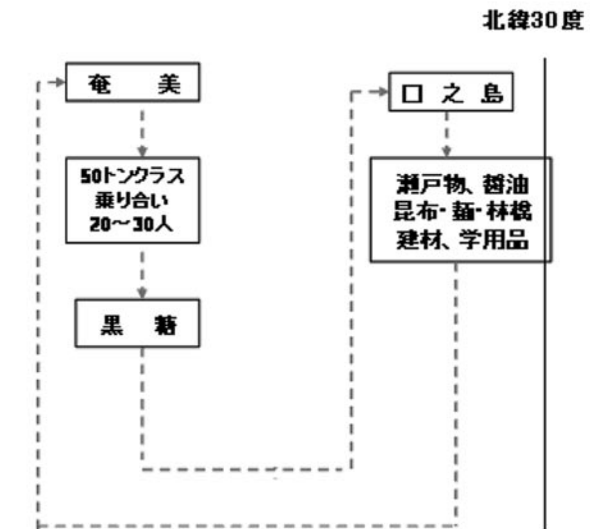 北緯30度
奄 美
50トンクラス
乗り合い
20～30人
黒 糖
口 之 島
瀬戸物、醤油
昆布・麺・林檎
建材、学用品